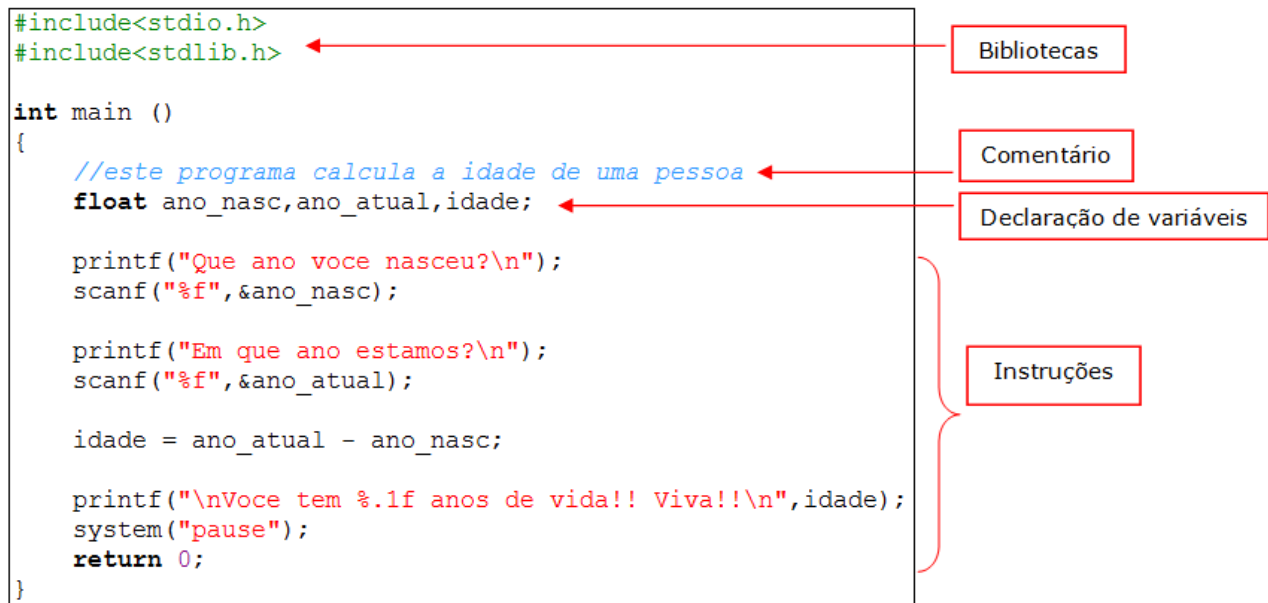 #include<stdio.h>
#include<stdlib.h>
Bibliotecas
int main ()
{
//este programa calcula a idade de uma pessoa
Comentário
float ano_nasc,ano_atual,idade;
Declaração de variáveis
printf("Que ano voce nasceu?\n");
scanf("%f",&ano_nasc);
printf("Em que ano estamos?\n");
scanf("%f",&ano_atual);
Instruções
idade = ano_atual - ano_nasc;
printf("\nVoce tem %.1f anos de vida!! Viva!!\n",idade);
system("pause");
return 0;
}